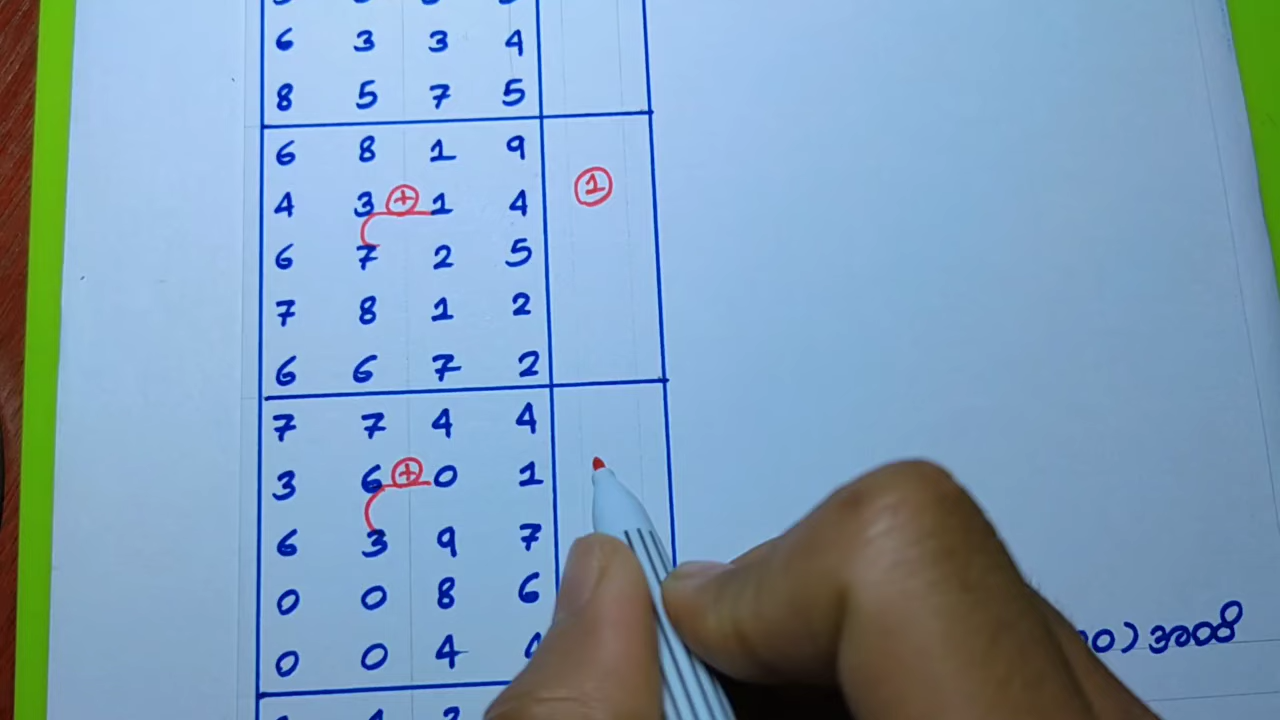 6 3 3 4
8 5 7 5
6 8 1 9
4 3 + 1 4 1
6 7 2 5
7 8 1 2
6 6 7 2
7 7 4 4
3 6 + 0 1
6 3 9 7
0 0 8 6
0 0 4